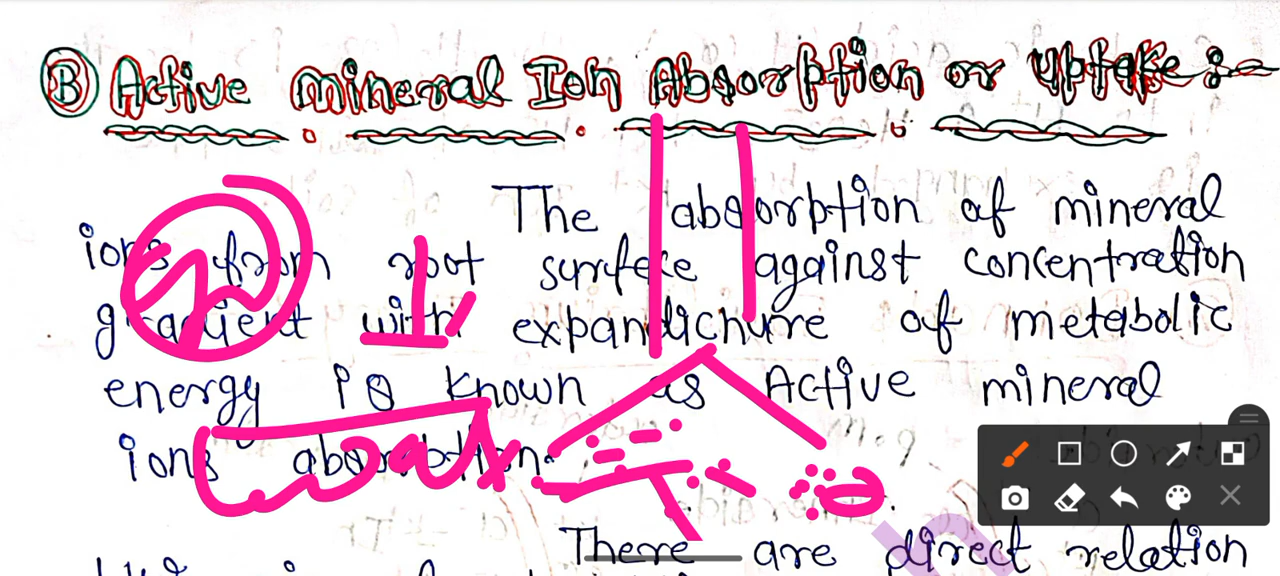 B Active mineral Ion Absorption or Uptake :-
The absorption of mineral
ions from root surface against concentration
gradient with expandichure of metabolic
energy is known as Active mineral
ions absorbtion.
There are direct relation